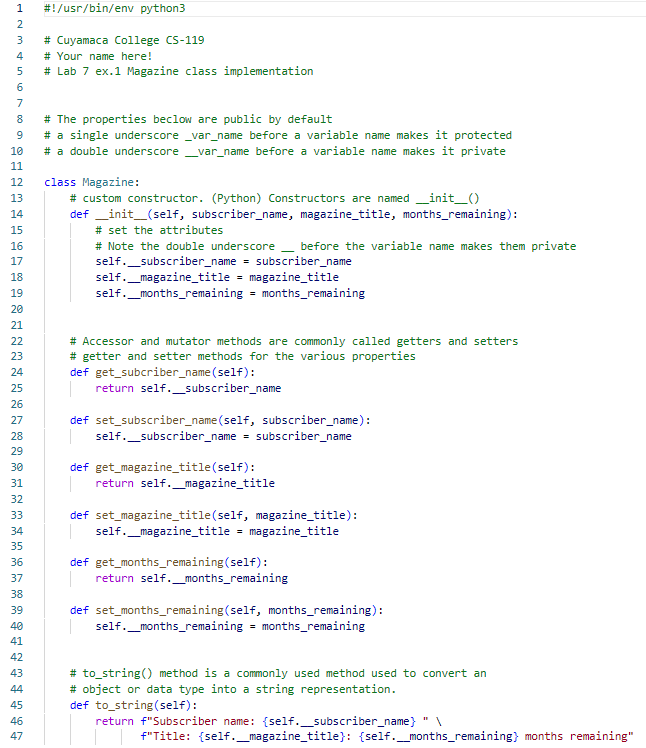 1 #!/usr/bin/env python3
2
3 # Cuyamaca College CS-119
4 # Your name here!
5 # Lab 7 ex.1 Magazine class implementation
6
7
8 # The properties beclow are public by default
9 # a single underscore _var_name before a variable name makes it protected
10 # a double underscore __var_name before a variable name makes it private
11
12 class Magazine:
13     # custom constructor. (Python) Constructors are named __init__()
14     def __init__(self, subscriber_name, magazine_title, months_remaining):
15         # set the attributes
16         # Note the double underscore __ before the variable name makes them private
17         self.__subscriber_name = subscriber_name
18         self.__magazine_title = magazine_title
19         self.__months_remaining = months_remaining
20
21
22     # Accessor and mutator methods are commonly called getters and setters
23     # getter and setter methods for the various properties
24     def get_subcriber_name(self):
25         return self.__subscriber_name
26
27     def set_subscriber_name(self, subscriber_name):
28         self.__subscriber_name = subscriber_name
29
30     def get_magazine_title(self):
31         return self.__magazine_title
32
33     def set_magazine_title(self, magazine_title):
34         self.__magazine_title = magazine_title
35
36     def get_months_remaining(self):
37         return self.__months_remaining
38
39     def set_months_remaining(self, months_remaining):
40         self.__months_remaining = months_remaining
41
42
43     # to_string() method is a commonly used method used to convert an
44     # object or data type into a string representation.
45     def to_string(self):
46         return f"Subscriber name: {self.__subscriber_name} " \
47                f"Title: {self.__magazine_title}: {self.__months_remaining} months remaining"